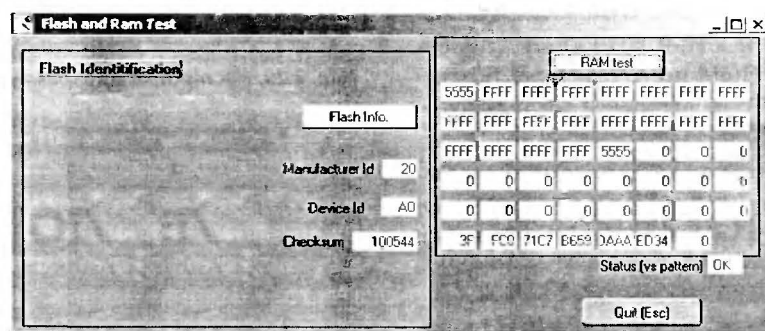 Flash and Ram Test
Flash Identitification
Flash Info.
Manufacturer Id 20
Device Id A0
Checksum 100544
RAM test
5555 FFFF FFFF FFFF FFFF FFFF FFFF FFFF
FFFF FFFF FFFF FFFF FFFF FFFF FFFF FFFF
FFFF FFFF FFFF FFFF 5555 0 0 0
0 0 0 0 0 0 0 0
0 0 0 0 0 0 0 0
3F FC0 71C7 B659 DAAA ED34 0
Status (vs pattern) OK
Quit (Esc)